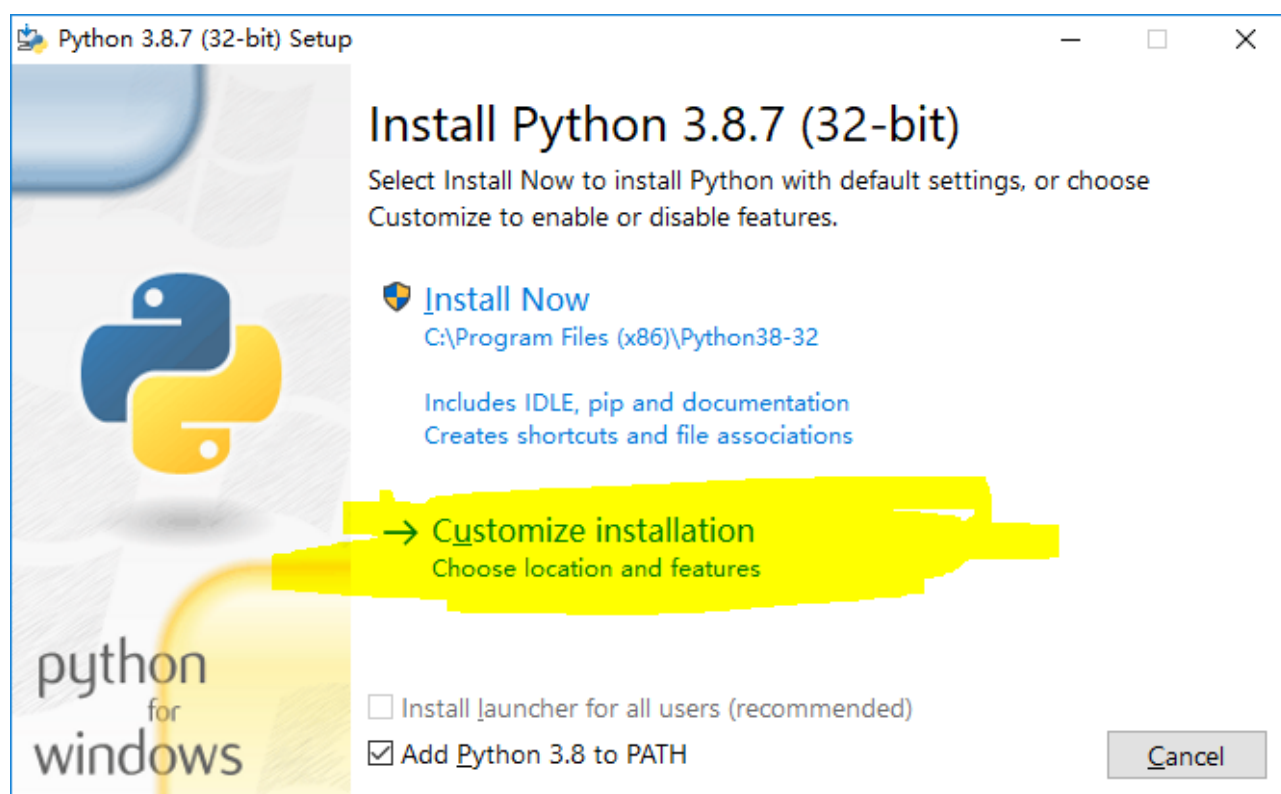 Python 3.8.7 (32-bit) Setup
Install Python 3.8.7 (32-bit)
Select Install Now to install Python with default settings, or choose
Customize to enable or disable features.
Install Now
C:\Program Files (x86)\Python38-32
Includes IDLE, pip and documentation
Creates shortcuts and file associations
→ Customize installation
Choose location and features
python
for
windows
Install launcher for all users (recommended)
Add Python 3.8 to PATH
Cancel